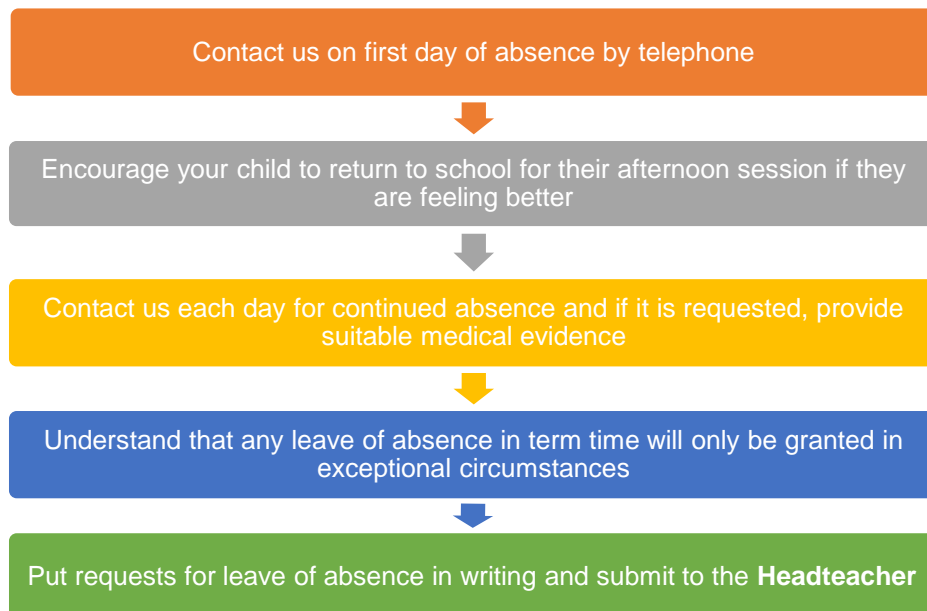 Contact us on first day of absence by telephone
Encourage your child to return to school for their afternoon session if they
are feeling better
Contact us each day for continued absence and if it is requested, provide
suitable medical evidence
Understand that any leave of absence in term time will only be granted in
exceptional circumstances
Put requests for leave of absence in writing and submit to the Headteacher